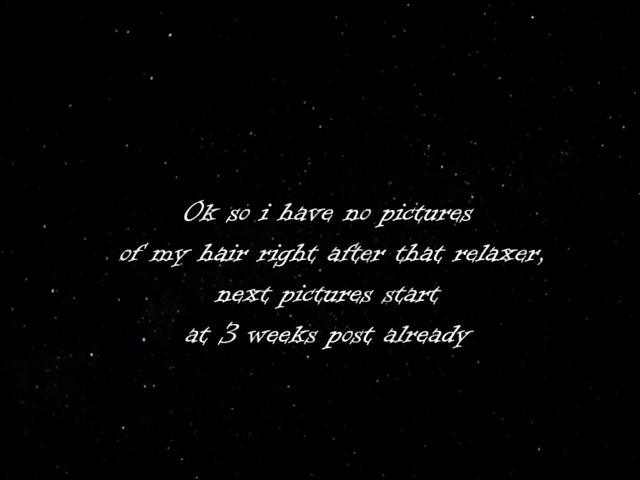 Ok so i have no pictures
of my hair right after that relaxer,
next pictures start
at 3 weeks post already